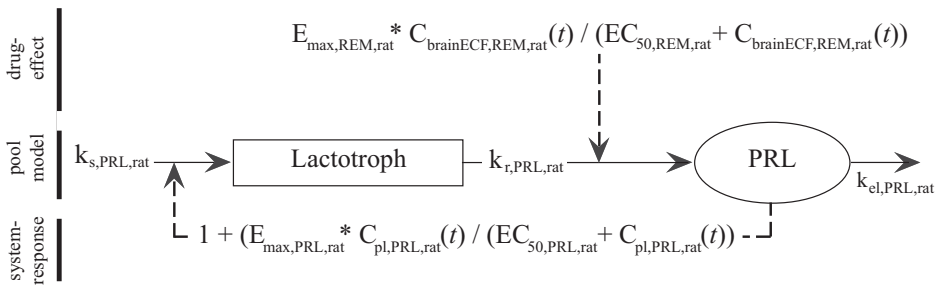 drug-
effect
E_max,REM,rat* C_brainECF,REM,rat(t) / (EC_50,REM,rat + C_brainECF,REM,rat(t))
pool
model
k_s,PRL,rat
Lactotroph
k_r,PRL,rat
PRL
k_el,PRL,rat
system-
response
1 + (E_max,PRL,rat* C_pl,PRL,rat(t) / (EC_50,PRL,rat + C_pl,PRL,rat(t))